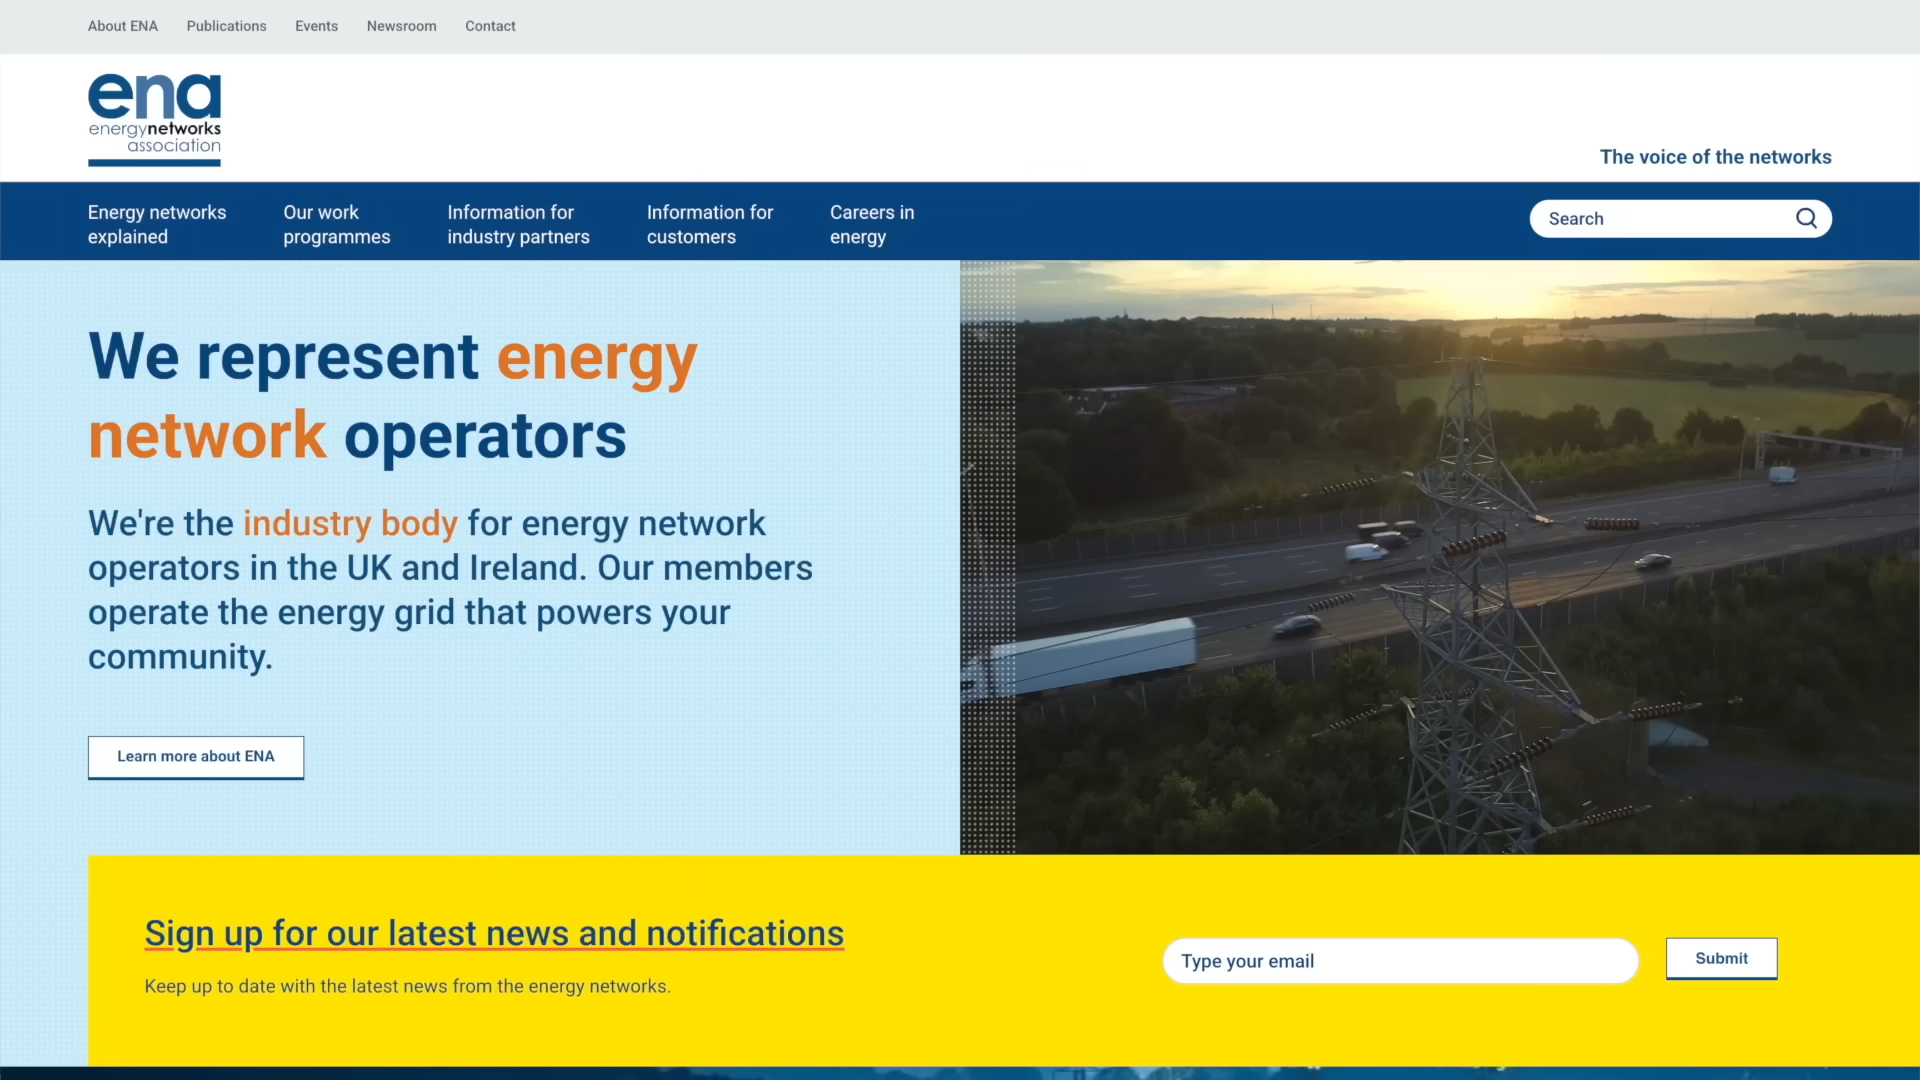 About ENA Publications Events Newsroom Contact
ena
energynetworks
association
The voice of the networks
Energy networks explained
Our work programmes
Information for industry partners
Information for customers
Careers in energy
Search
We represent energy
network operators
We're the industry body for energy network
operators in the UK and Ireland. Our members
operate the energy grid that powers your
community.
Learn more about ENA
Sign up for our latest news and notifications
Keep up to date with the latest news from the energy networks.
Type your email
Submit